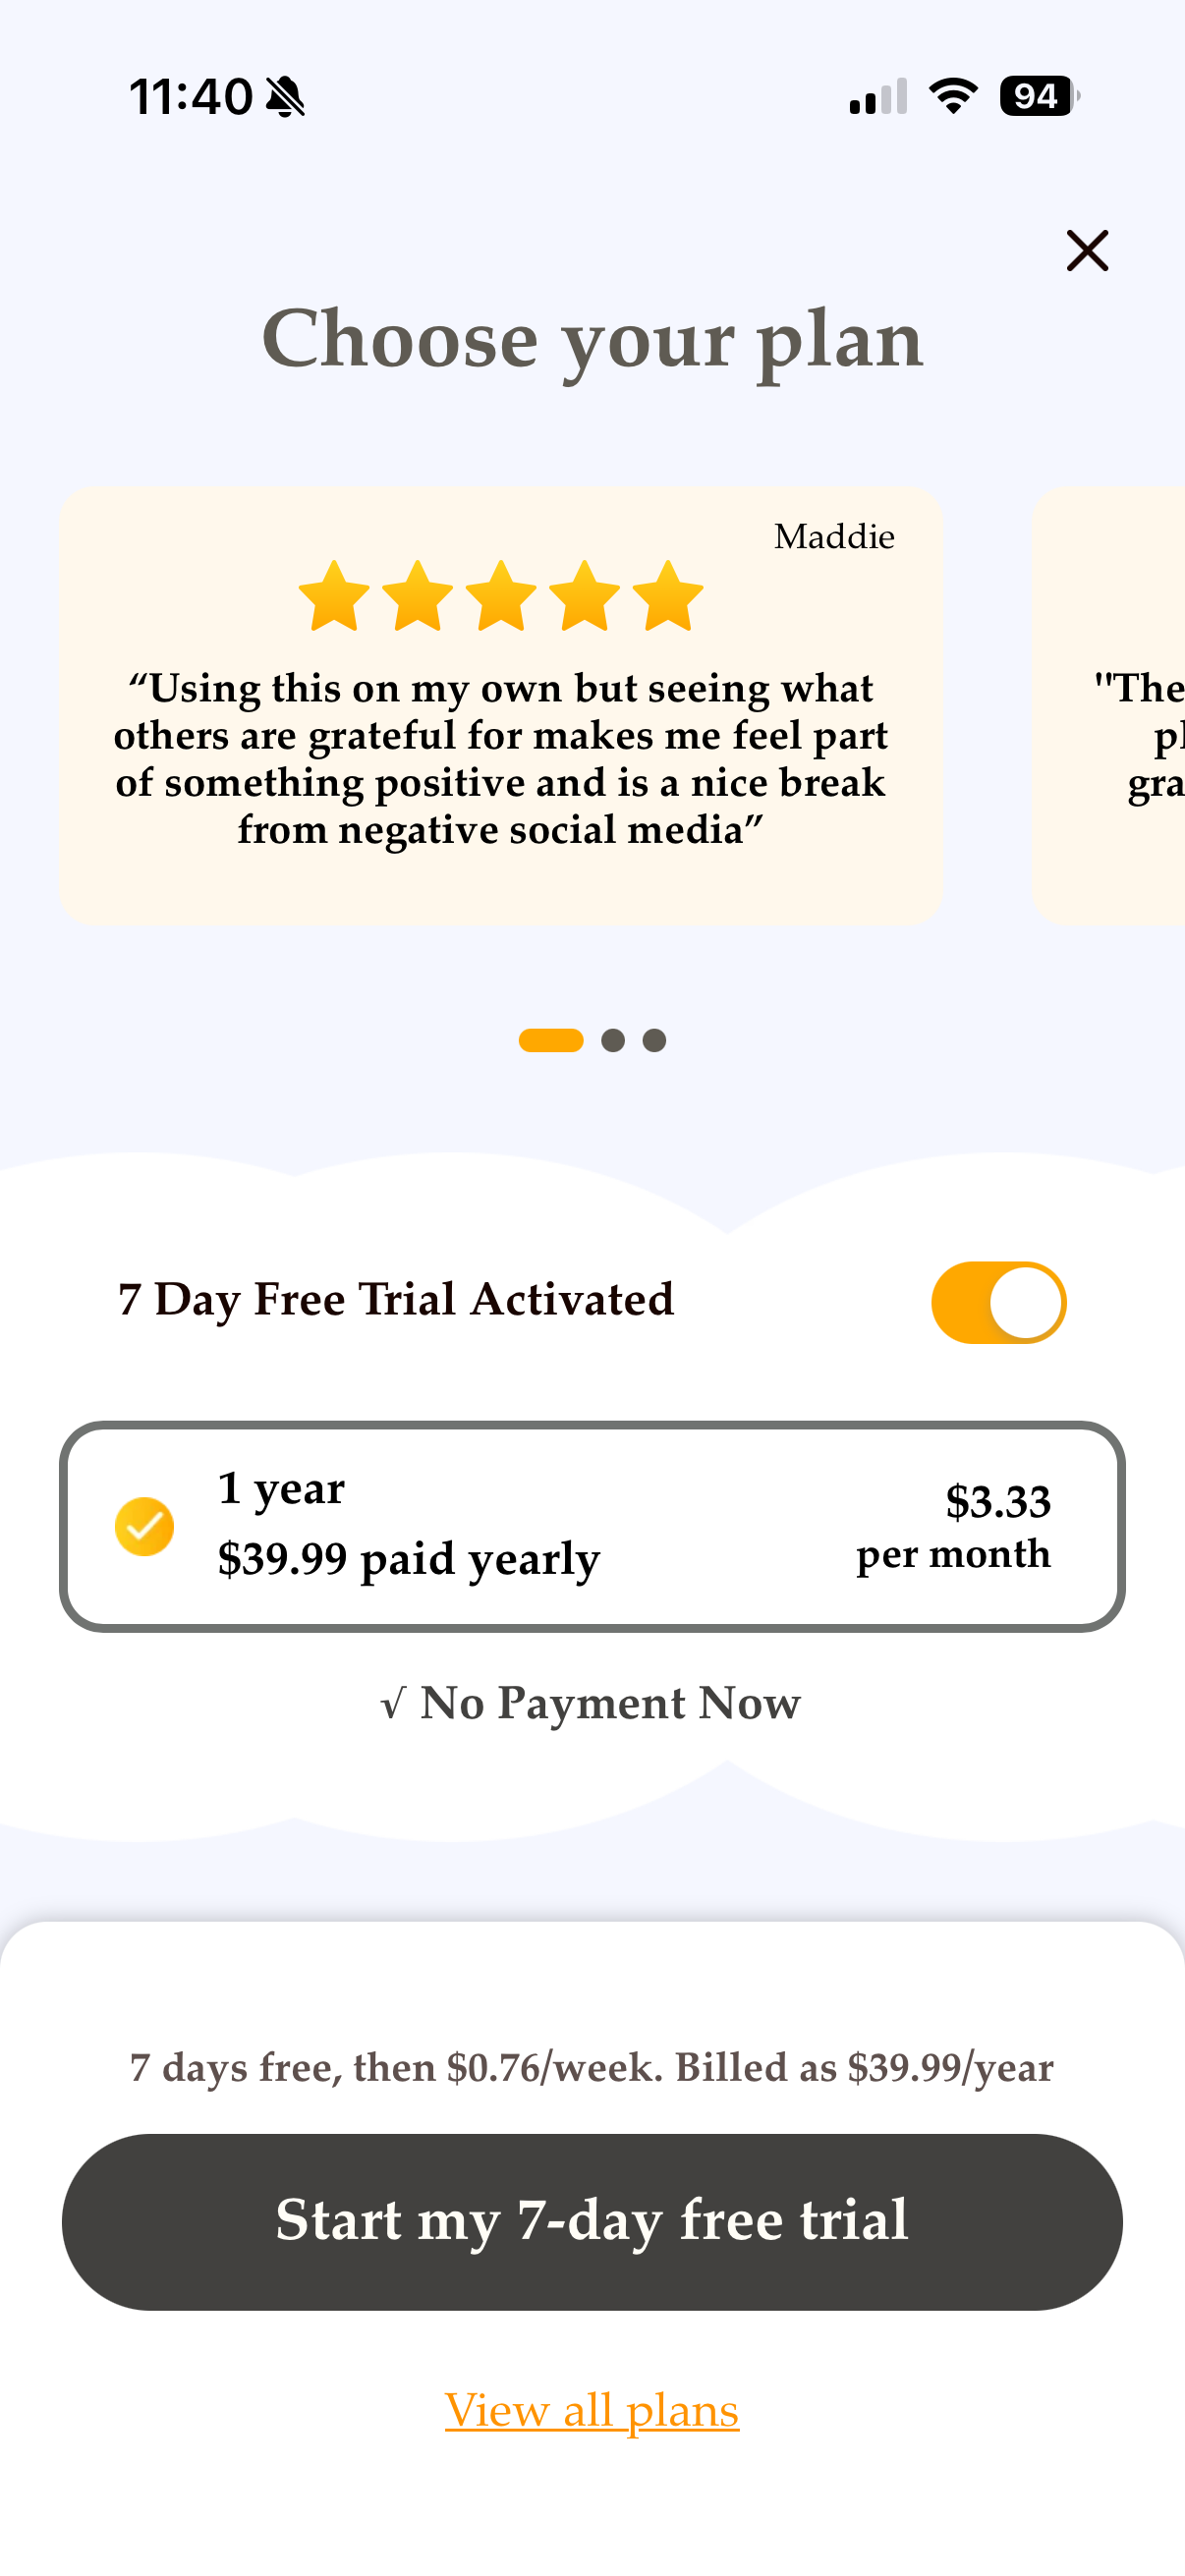 11:40
94
Choose your plan
Maddie
“Using this on my own but seeing what
others are grateful for makes me feel part
of something positive and is a nice break
from negative social media”
"The
pl
gra
7 Day Free Trial Activated
1 year
$39.99 paid yearly
$3.33
per month
√ No Payment Now
7 days free, then $0.76/week. Billed as $39.99/year
Start my 7-day free trial
View all plans